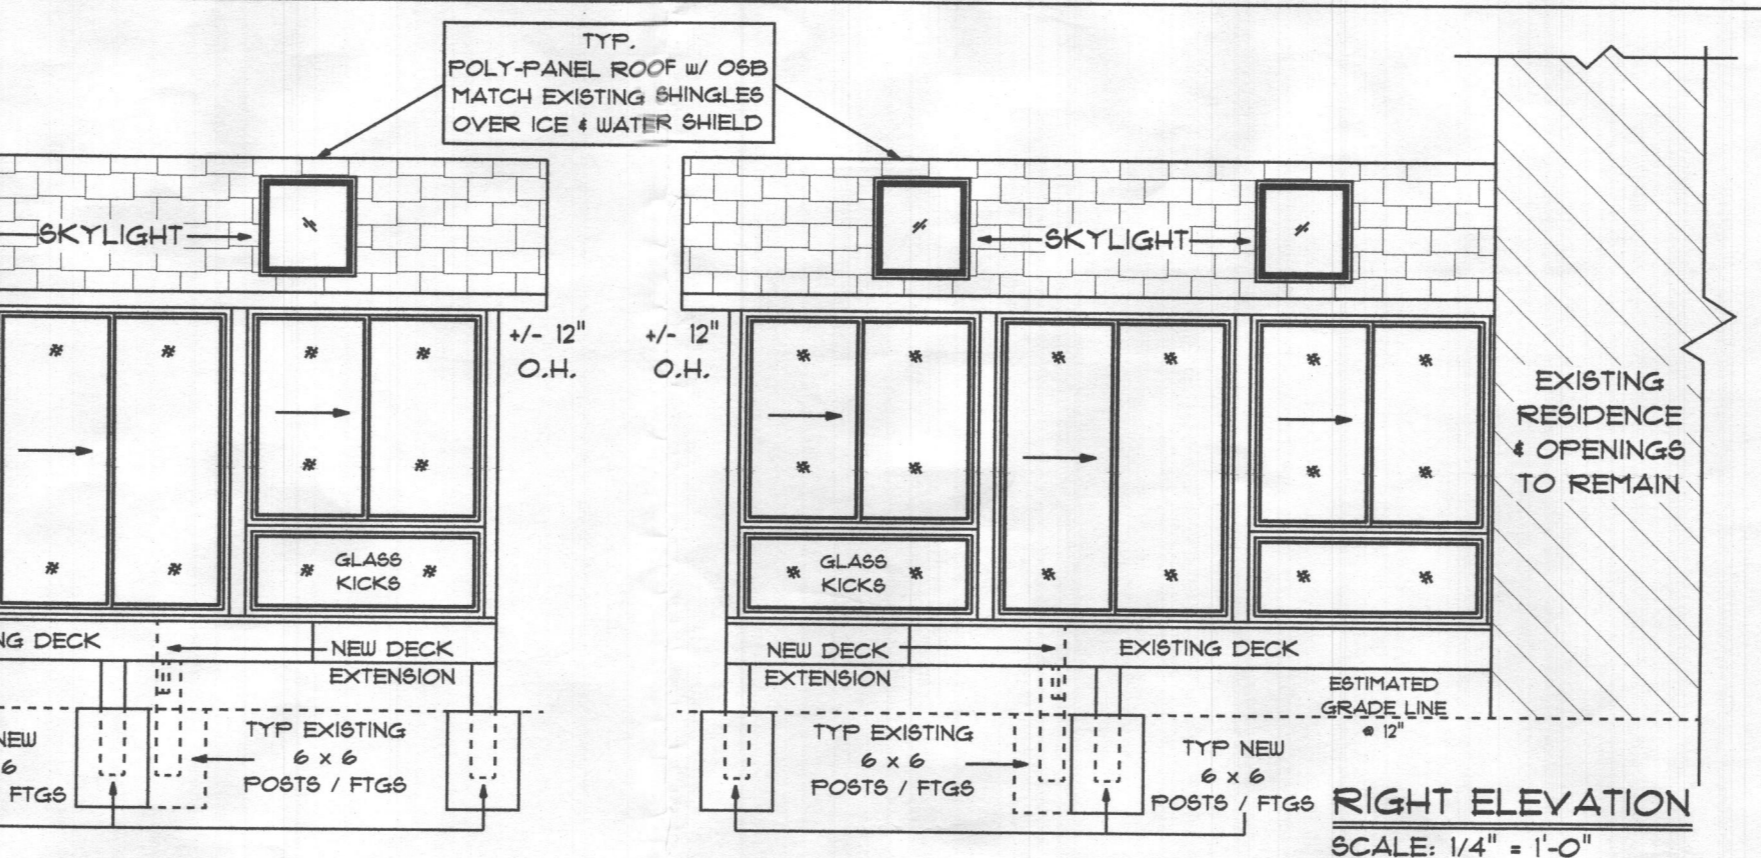 TYP.
POLY-PANEL ROOF w/ OSB
MATCH EXISTING SHINGLES
OVER ICE & WATER SHIELD
SKYLIGHT
SKYLIGHT
+/- 12"
O.H.
+/- 12"
O.H.
EXISTING
RESIDENCE
& OPENINGS
TO REMAIN
GLASS
KICKS
GLASS
KICKS
NG DECK
NEW DECK
EXTENSION
NEW DECK
EXTENSION
EXISTING DECK
ESTIMATED
GRADE LINE
@ 12"
NEW
6
FTGS
TYP EXISTING
6 x 6
POSTS / FTGS
TYP EXISTING
6 x 6
POSTS / FTGS
TYP NEW
6 x 6
POSTS / FTGS
RIGHT ELEVATION
SCALE: 1/4" = 1'-0"